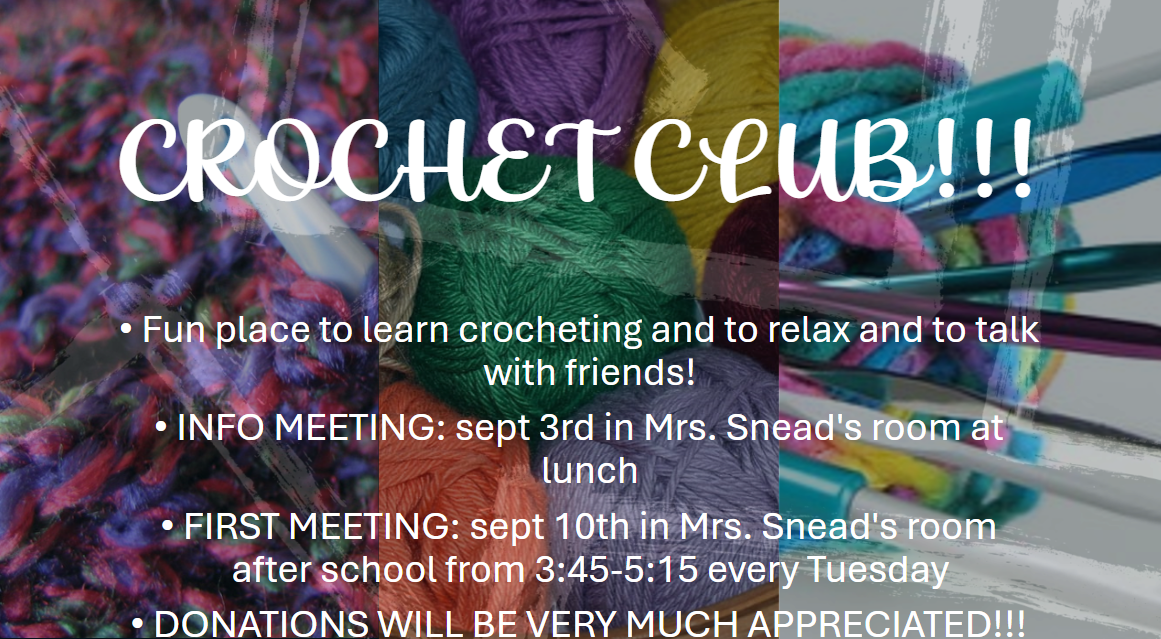 CROCHET CLUB!!!
• Fun place to learn crocheting and to relax and to talk
with friends!
• INFO MEETING: sept 3rd in Mrs. Snead's room at
lunch
• FIRST MEETING: sept 10th in Mrs. Snead's room
after school from 3:45-5:15 every Tuesday
• DONATIONS WILL BE VERY MUCH APPRECIATED!!!